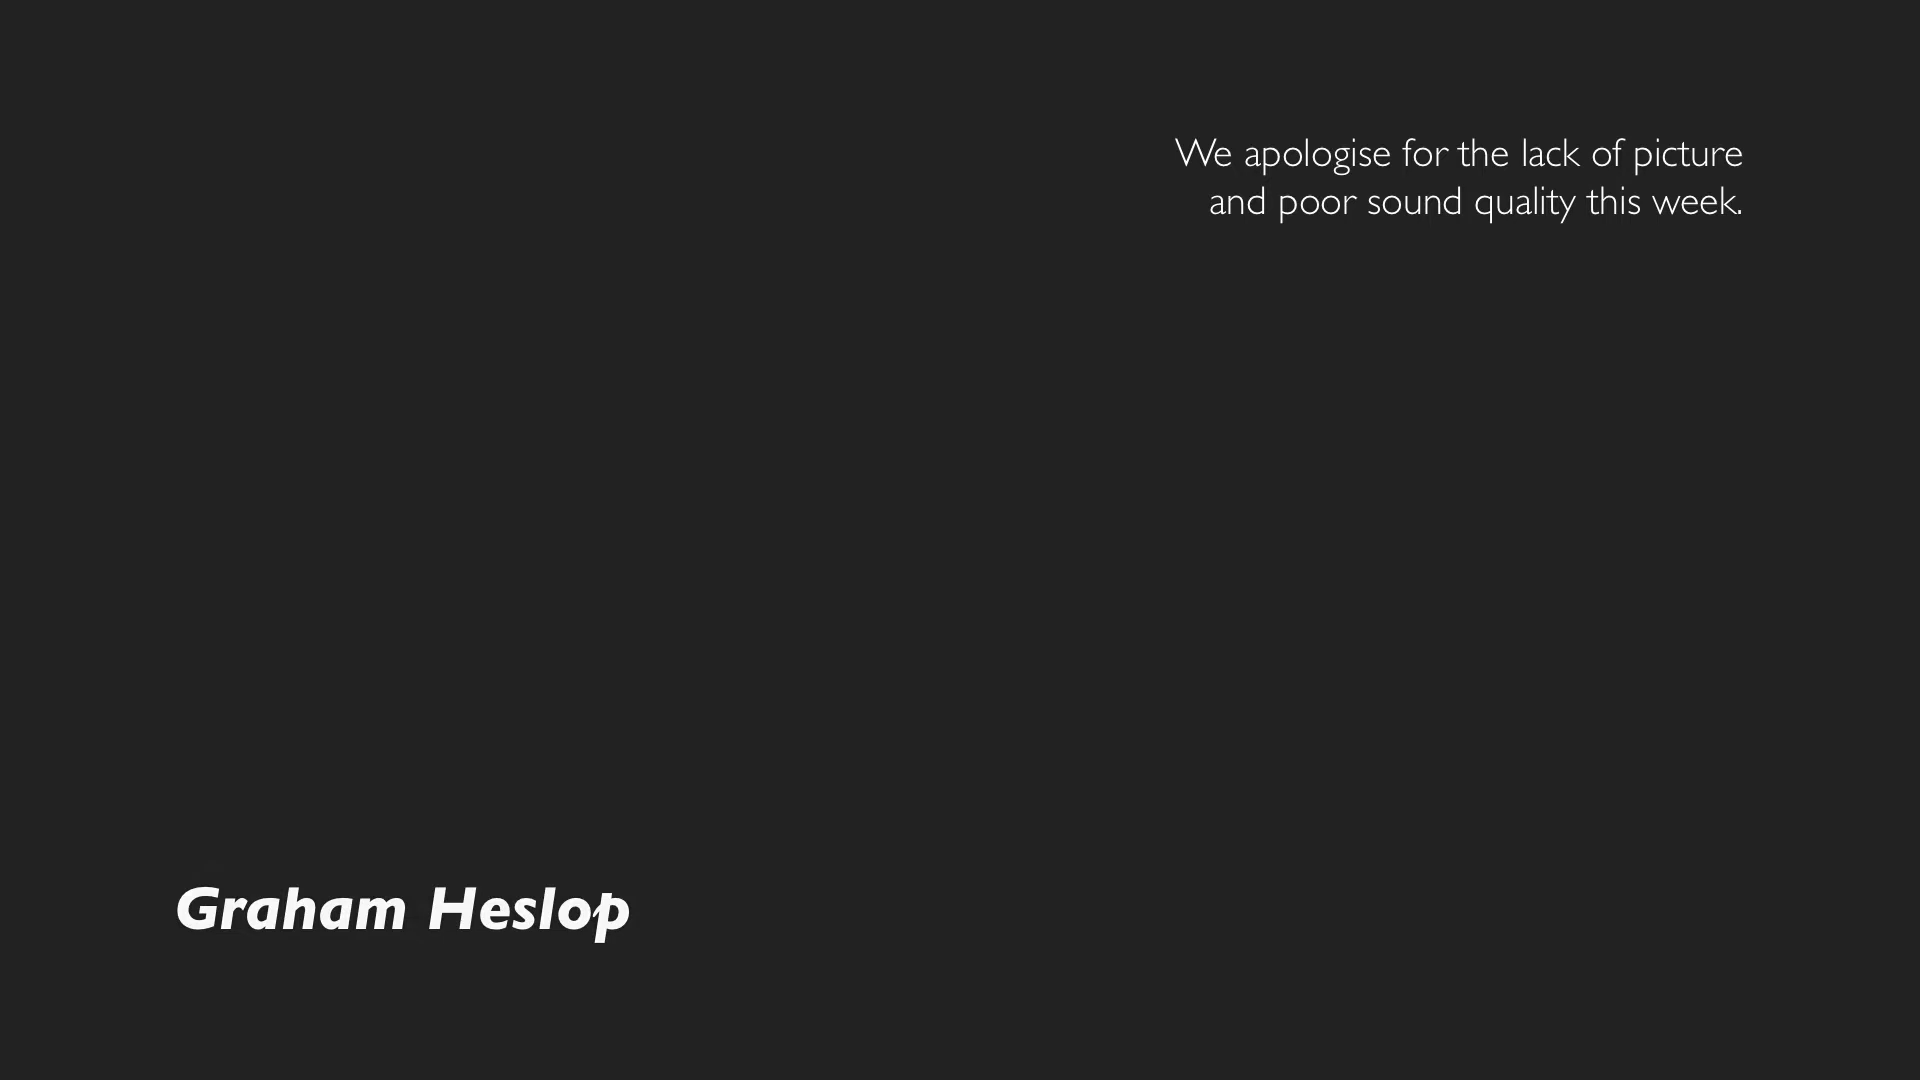 We apologise for the lack of picture
and poor sound quality this week.
Graham Heslop